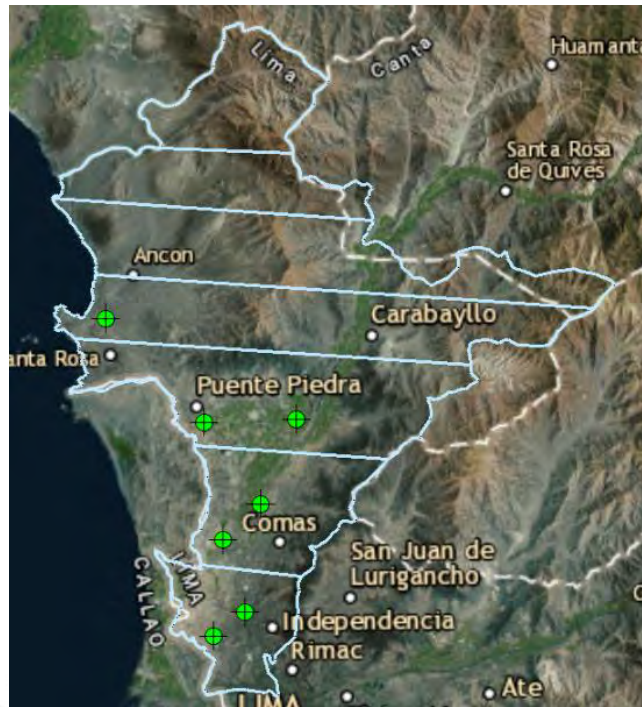 Huamanta
Lima
Canta
Santa Rosa
de Quives
Ancon
Carabayllo
anta Rosa
Puente Piedra
Comas
San Juan de
Lurigancho
LIMA
CALLAO
Independencia
Rimac
Ate
LIMA